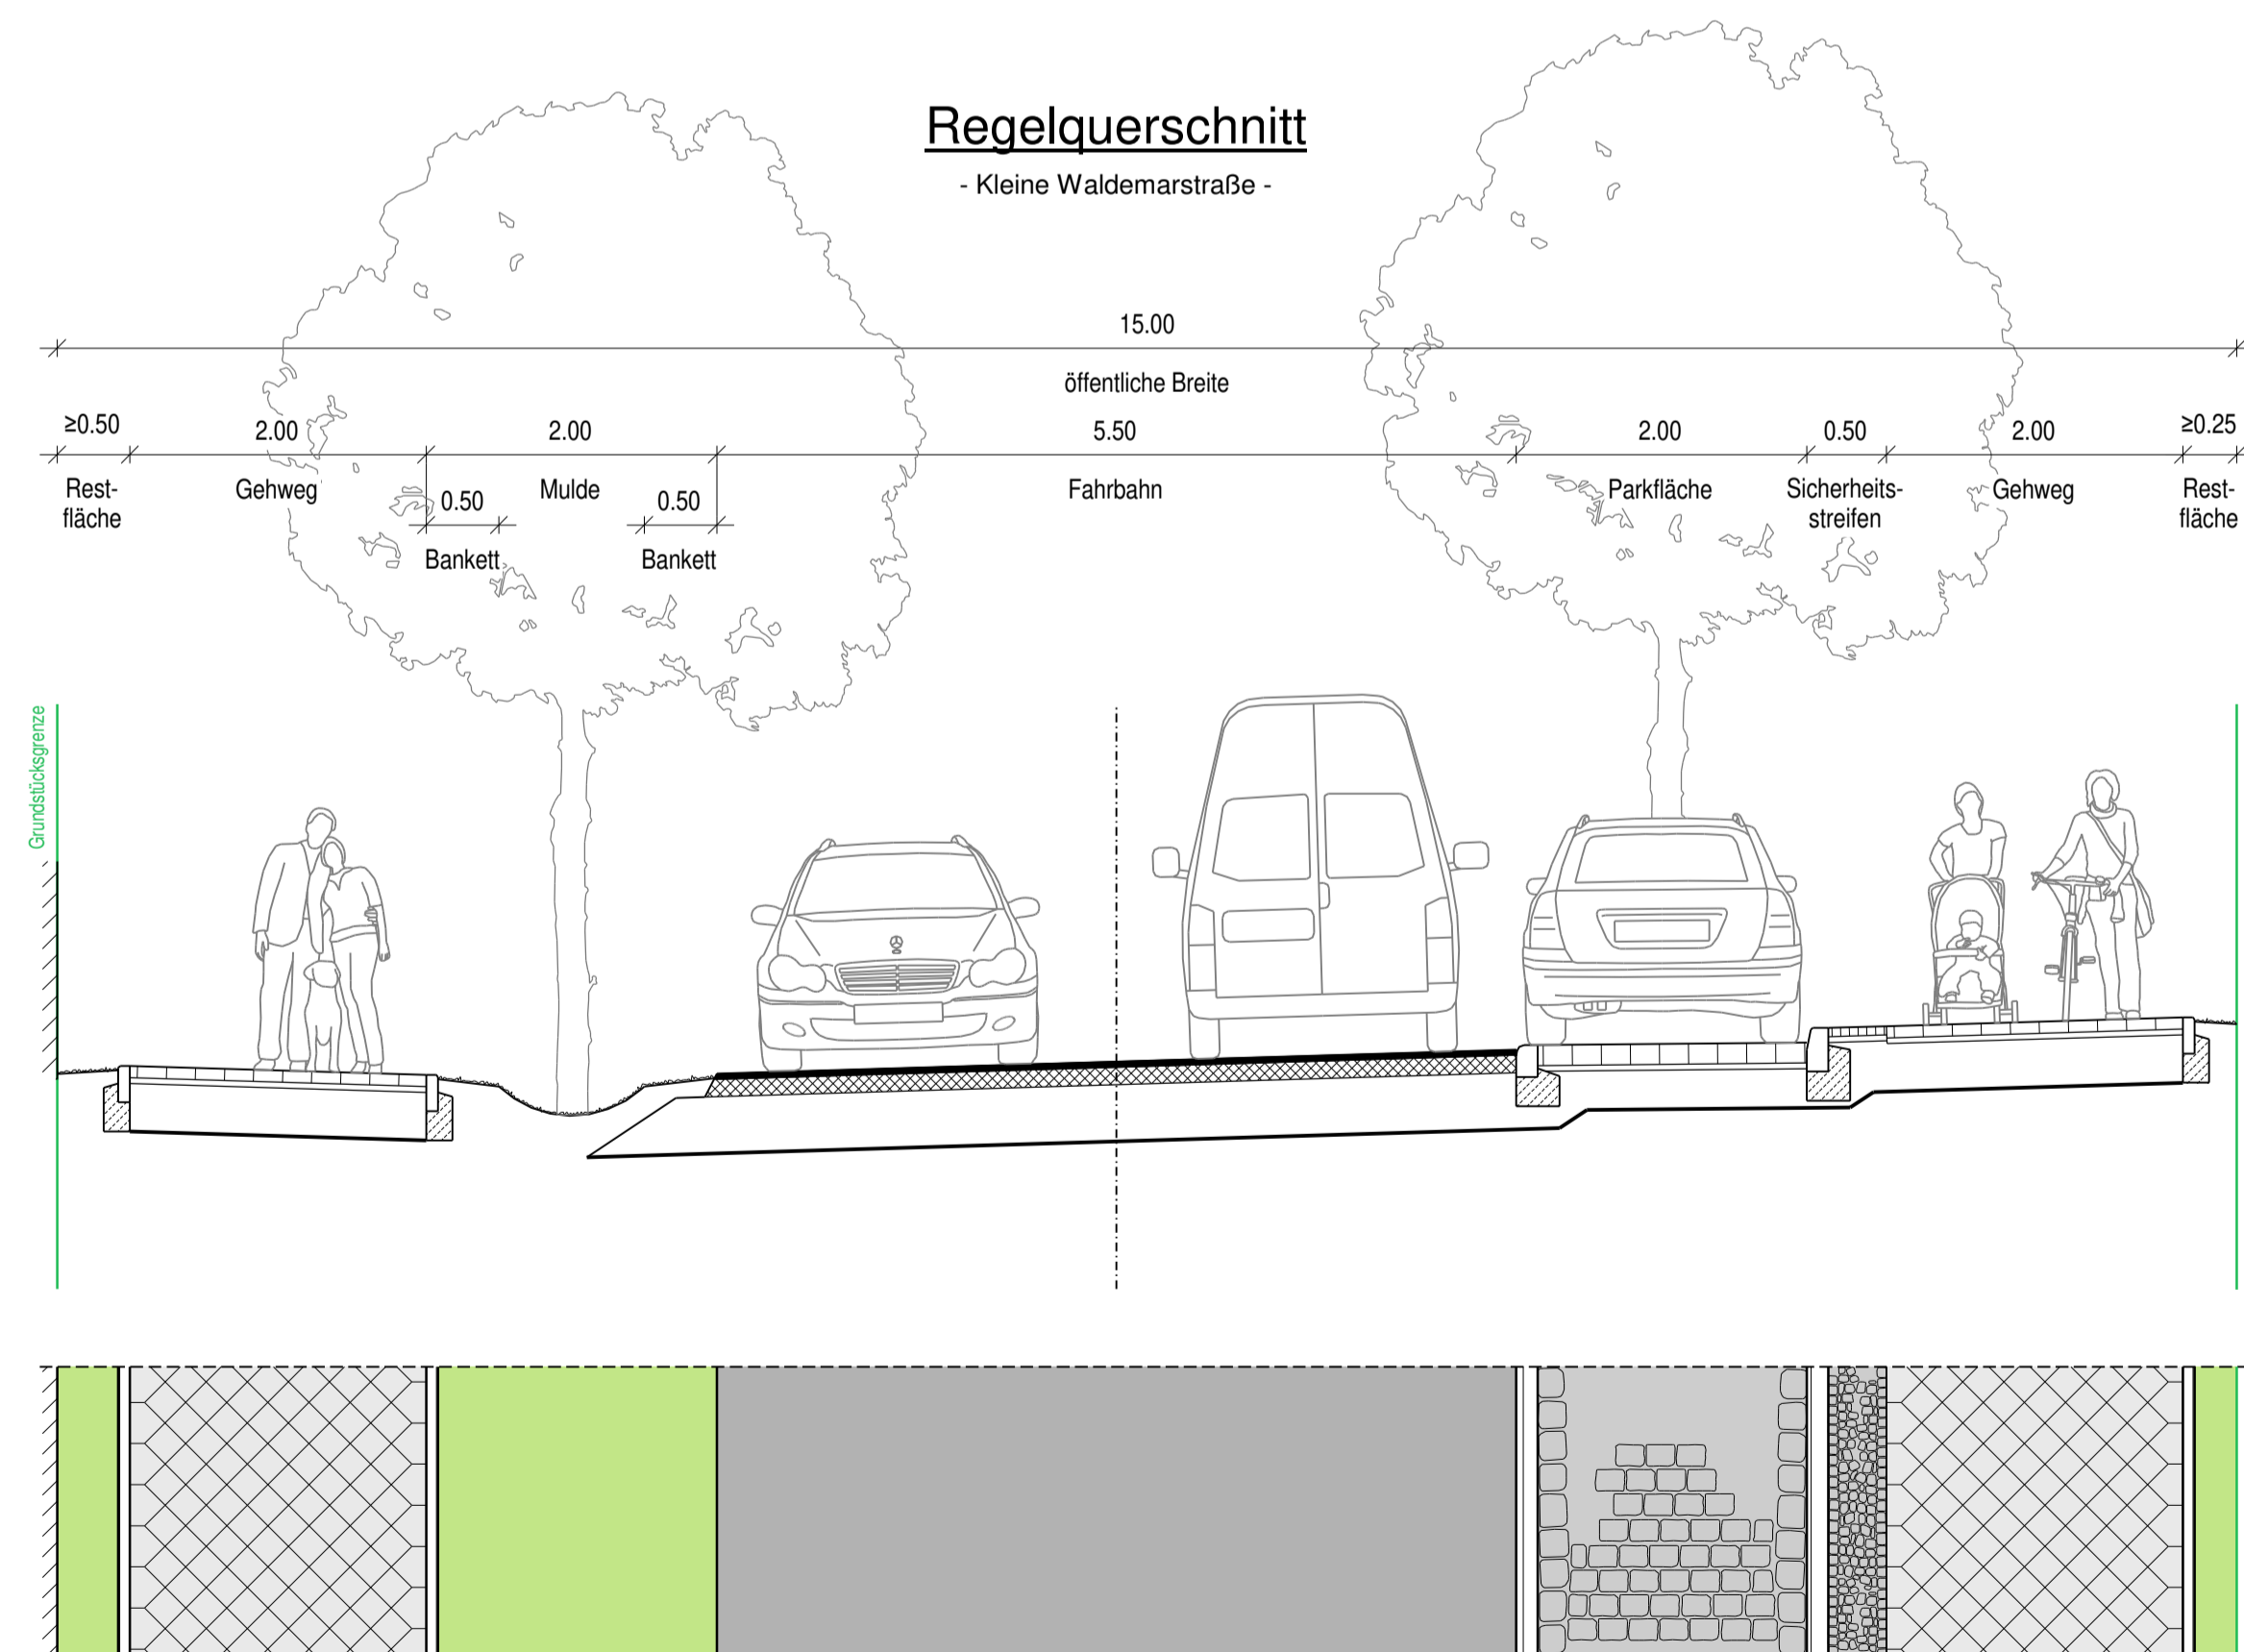 Regelquerschnitt
- Kleine Waldemarstraße -
15.00
öffentliche Breite
≥0.50
2.00
2.00
5.50
2.00
0.50
2.00
≥0.25
Rest-
fläche
Gehweg
0.50
Bankett
Mulde
0.50
Bankett
Fahrbahn
Parkfläche
Sicherheits-
streifen
Gehweg
Rest-
fläche
Grundstücksgrenze